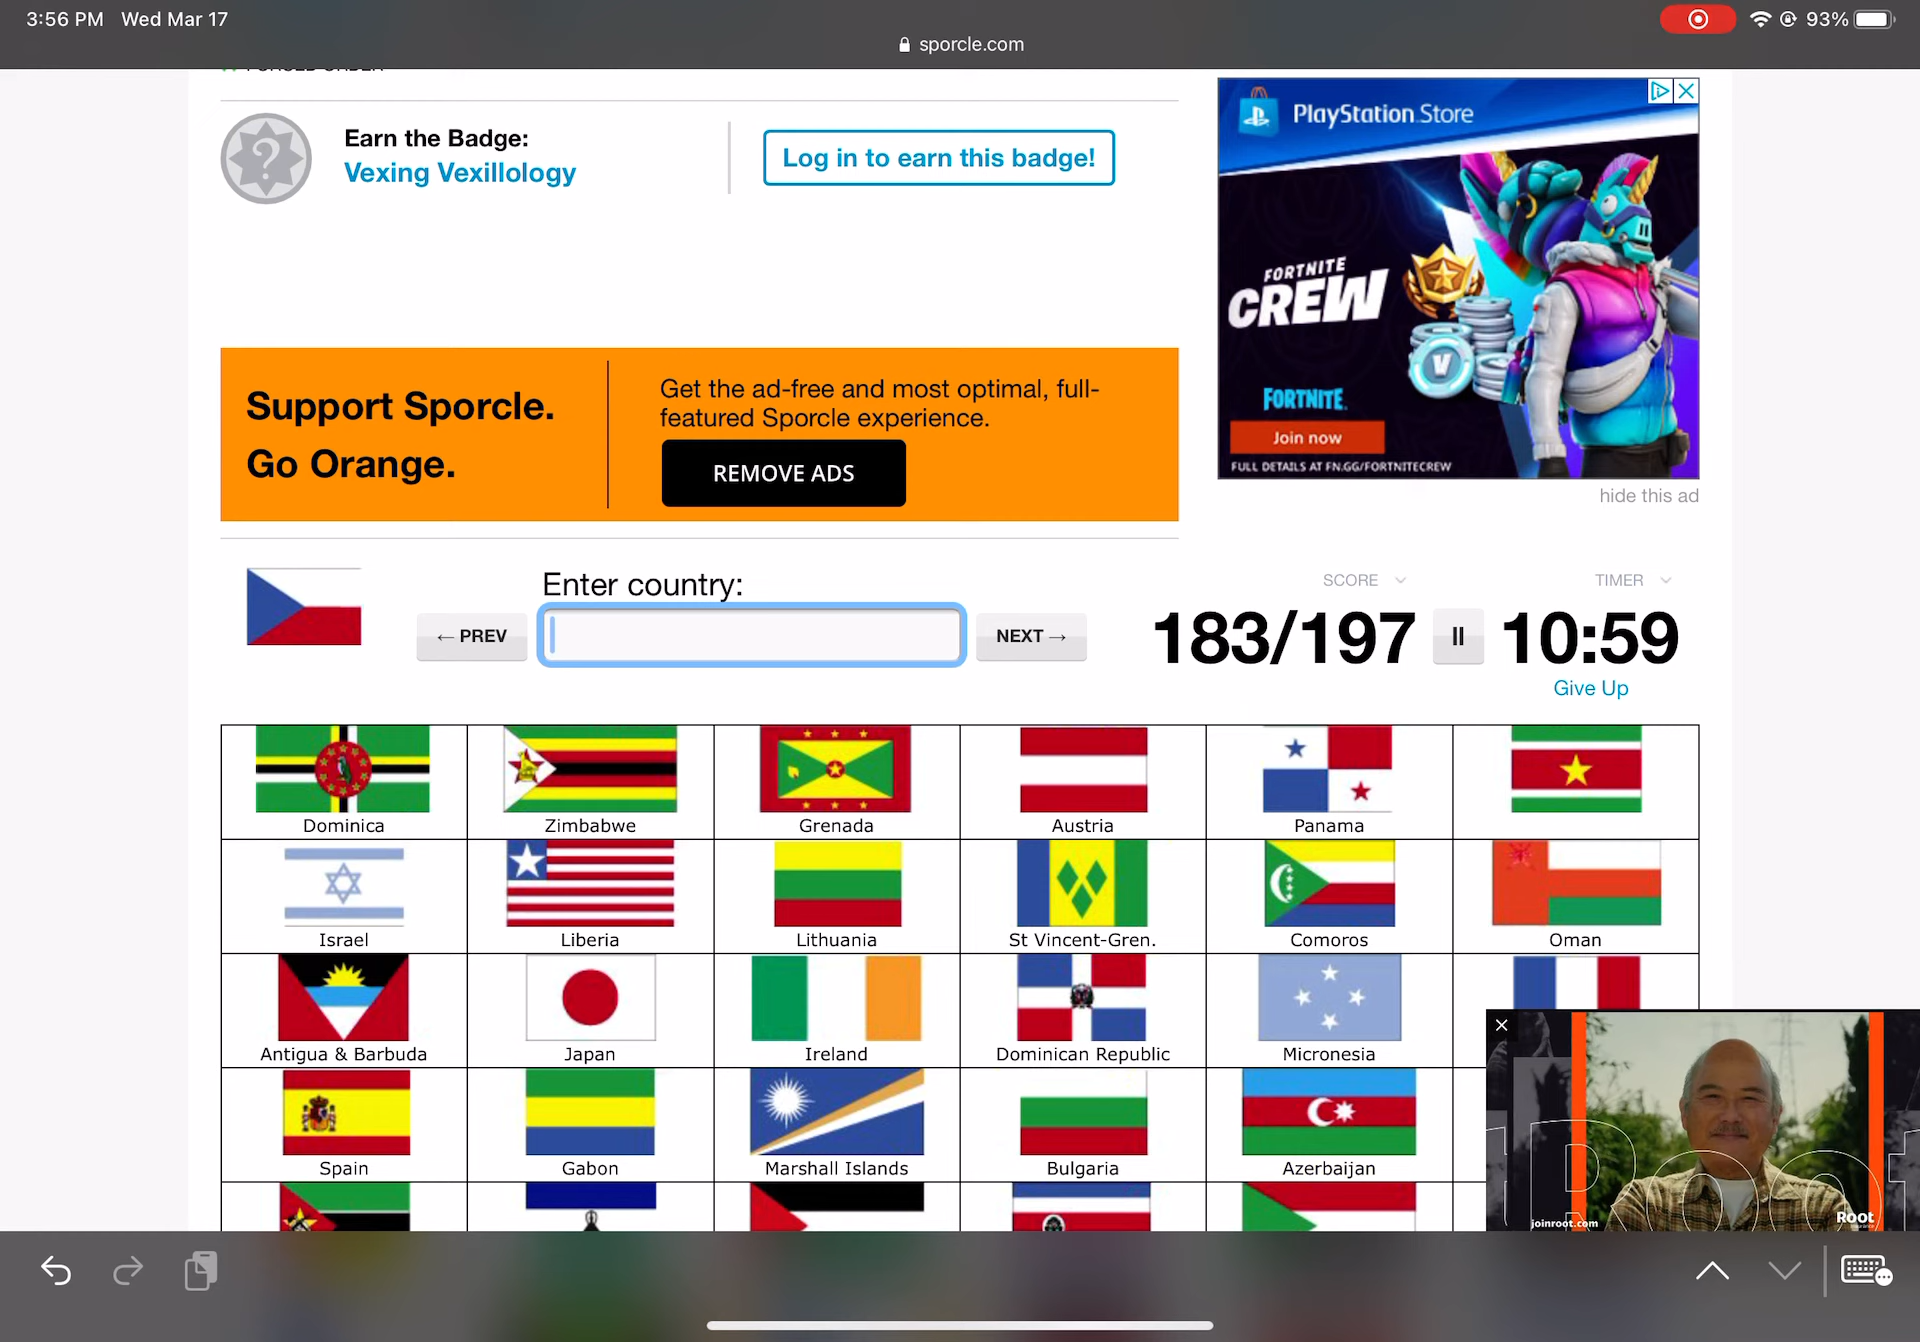 3:56 PM Wed Mar 17
93%
sporcle.com
Earn the Badge:
Vexing Vexillology
Log in to earn this badge!
PlayStation Store
FORTNITE
CREW
V
FORTNITE
Join now
FULL DETAILS AT FN.GG/FORTNITECREW
hide this ad
Support Sporcle.
Go Orange.
Get the ad-free and most optimal, full-
featured Sporcle experience.
REMOVE ADS
Enter country:
← PREV
NEXT →
SCORE
183/197
TIMER
10:59
Give Up
Dominica
Zimbabwe
Grenada
Austria
Panama
Israel
Liberia
Lithuania
St Vincent-Gren.
Comoros
Oman
Antigua & Barbuda
Japan
Ireland
Dominican Republic
Micronesia
Spain
Gabon
Marshall Islands
Bulgaria
Azerbaijan
Root
joinroot.com
Root